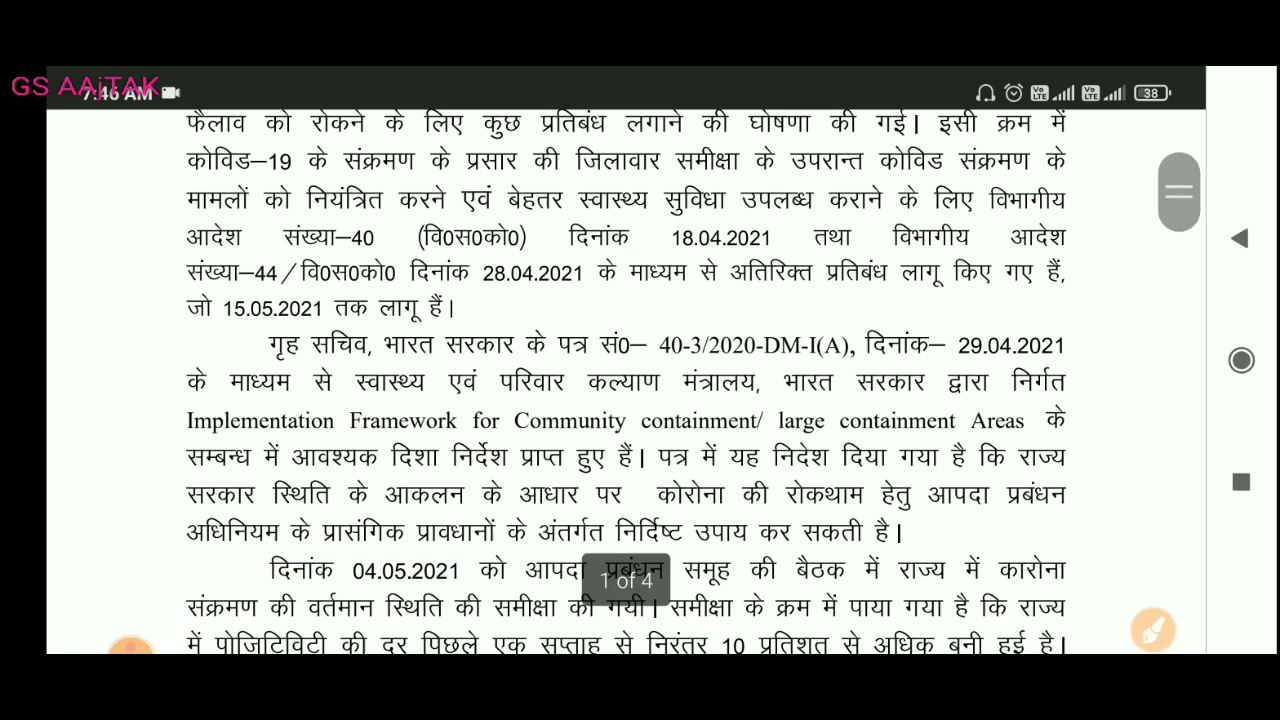 GS AAjTAK
7:46 AM
Vo LTE Vo LTE 38
फैलाव को रोकने के लिए कुछ प्रतिबंध लगाने की घोषणा की गई। इसी क्रम में
कोविड–19 के संक्रमण के प्रसार की जिलावार समीक्षा के उपरान्त कोविड संक्रमण के
मामलों को नियंत्रित करने एवं बेहतर स्वास्थ्य सुविधा उपलब्ध कराने के लिए विभागीय
आदेश संख्या–40 (वि0स0को0) दिनांक 18.04.2021 तथा विभागीय आदेश
संख्या–44/वि0स0को0 दिनांक 28.04.2021 के माध्यम से अतिरिक्त प्रतिबंध लागू किए गए हैं,
जो 15.05.2021 तक लागू हैं।
गृह सचिव, भारत सरकार के पत्र सं0– 40-3/2020-DM-I(A), दिनांक– 29.04.2021
के माध्यम से स्वास्थ्य एवं परिवार कल्याण मंत्रालय, भारत सरकार द्वारा निर्गत
Implementation Framework for Community containment/ large containment Areas के
सम्बन्ध में आवश्यक दिशा निर्देश प्राप्त हुए हैं। पत्र में यह निदेश दिया गया है कि राज्य
सरकार स्थिति के आकलन के आधार पर कोरोना की रोकथाम हेतु आपदा प्रबंधन
अधिनियम के प्रासंगिक प्रावधानों के अंतर्गत निर्दिष्ट उपाय कर सकती है।
दिनांक 04.05.2021 को आपदा प्रबंधन समूह की बैठक में राज्य में कारोना
1 of 4
संक्रमण की वर्तमान स्थिति की समीक्षा की गयी। समीक्षा के क्रम में पाया गया है कि राज्य
में पोजिटिविटी की दर पिछले एक सप्ताह से निरंतर 10 प्रतिशत से अधिक बनी हुई है।